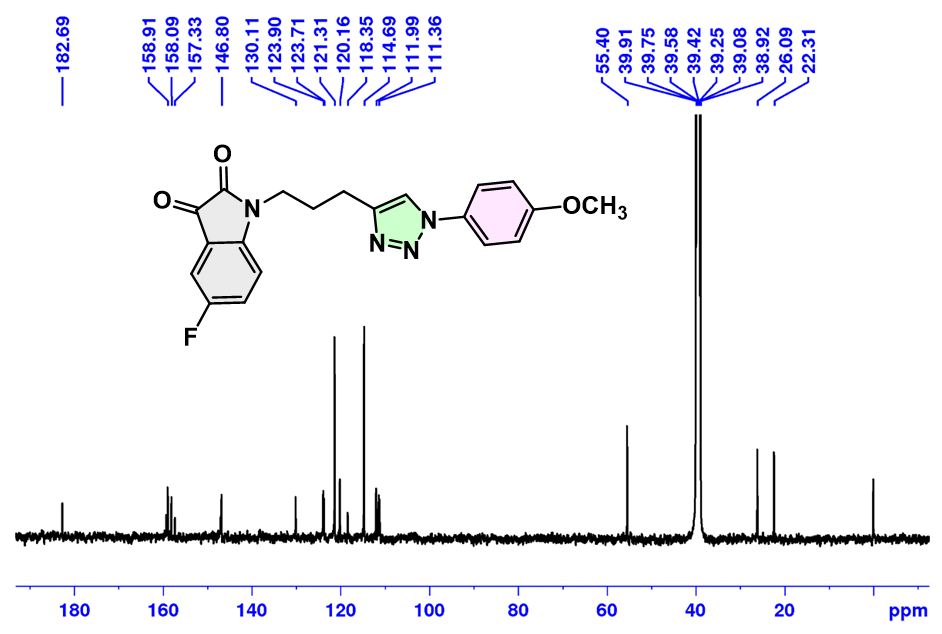 182.69
158.91
158.09
157.33
146.80
130.11
123.90
123.71
121.31
120.16
118.35
114.69
111.99
111.36
55.40
39.91
39.75
39.58
39.42
39.25
39.08
38.92
26.09
22.31
O
O
N
N
N
N
OCH3
F
180 160 140 120 100 80 60 40 20 ppm